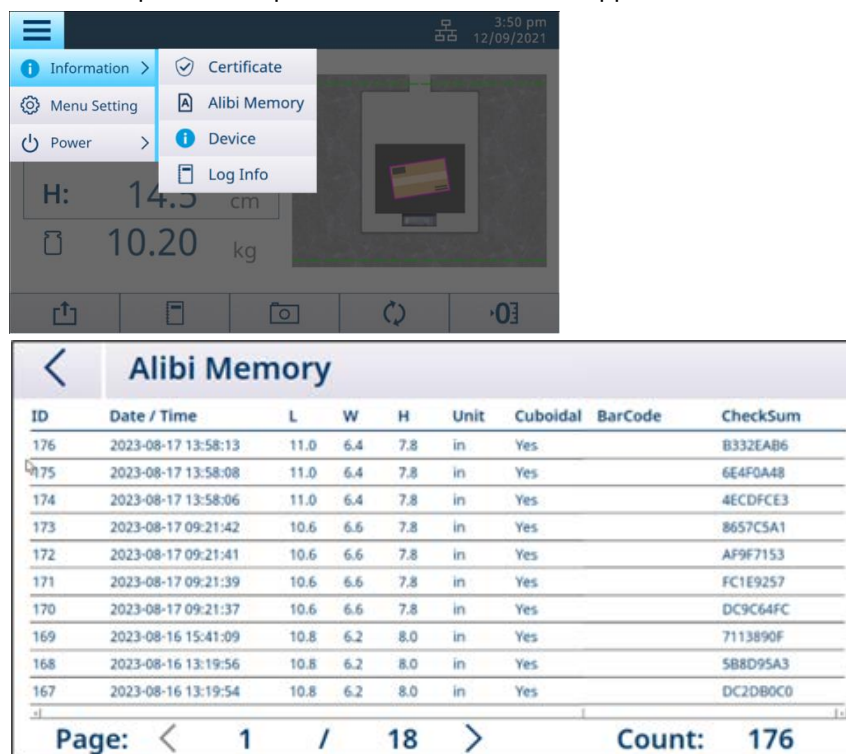 3:50 pm
12/09/2021
Information > Certificate
Menu Setting Alibi Memory
Power > Device
Log Info
H: 14.5 cm
10.20 kg
0
Alibi Memory
ID Date / Time L W H Unit Cuboidal BarCode CheckSum
176 2023-08-17 13:58:13 11.0 6.4 7.8 in Yes B332EAB6
175 2023-08-17 13:58:08 11.0 6.4 7.8 in Yes 6E4F0A48
174 2023-08-17 13:58:06 11.0 6.4 7.8 in Yes 4ECDFCE3
173 2023-08-17 09:21:42 10.6 6.6 7.8 in Yes 8657C5A1
172 2023-08-17 09:21:41 10.6 6.6 7.8 in Yes AF9F7153
171 2023-08-17 09:21:39 10.6 6.6 7.8 in Yes FC1E9257
170 2023-08-17 09:21:37 10.6 6.6 7.8 in Yes DC9C64FC
169 2023-08-16 15:41:09 10.8 6.2 8.0 in Yes 7113890F
168 2023-08-16 13:19:56 10.8 6.2 8.0 in Yes 5B8D95A3
167 2023-08-16 13:19:54 10.8 6.2 8.0 in Yes DC2DB0C0
Page: < 1 / 18 > Count: 176